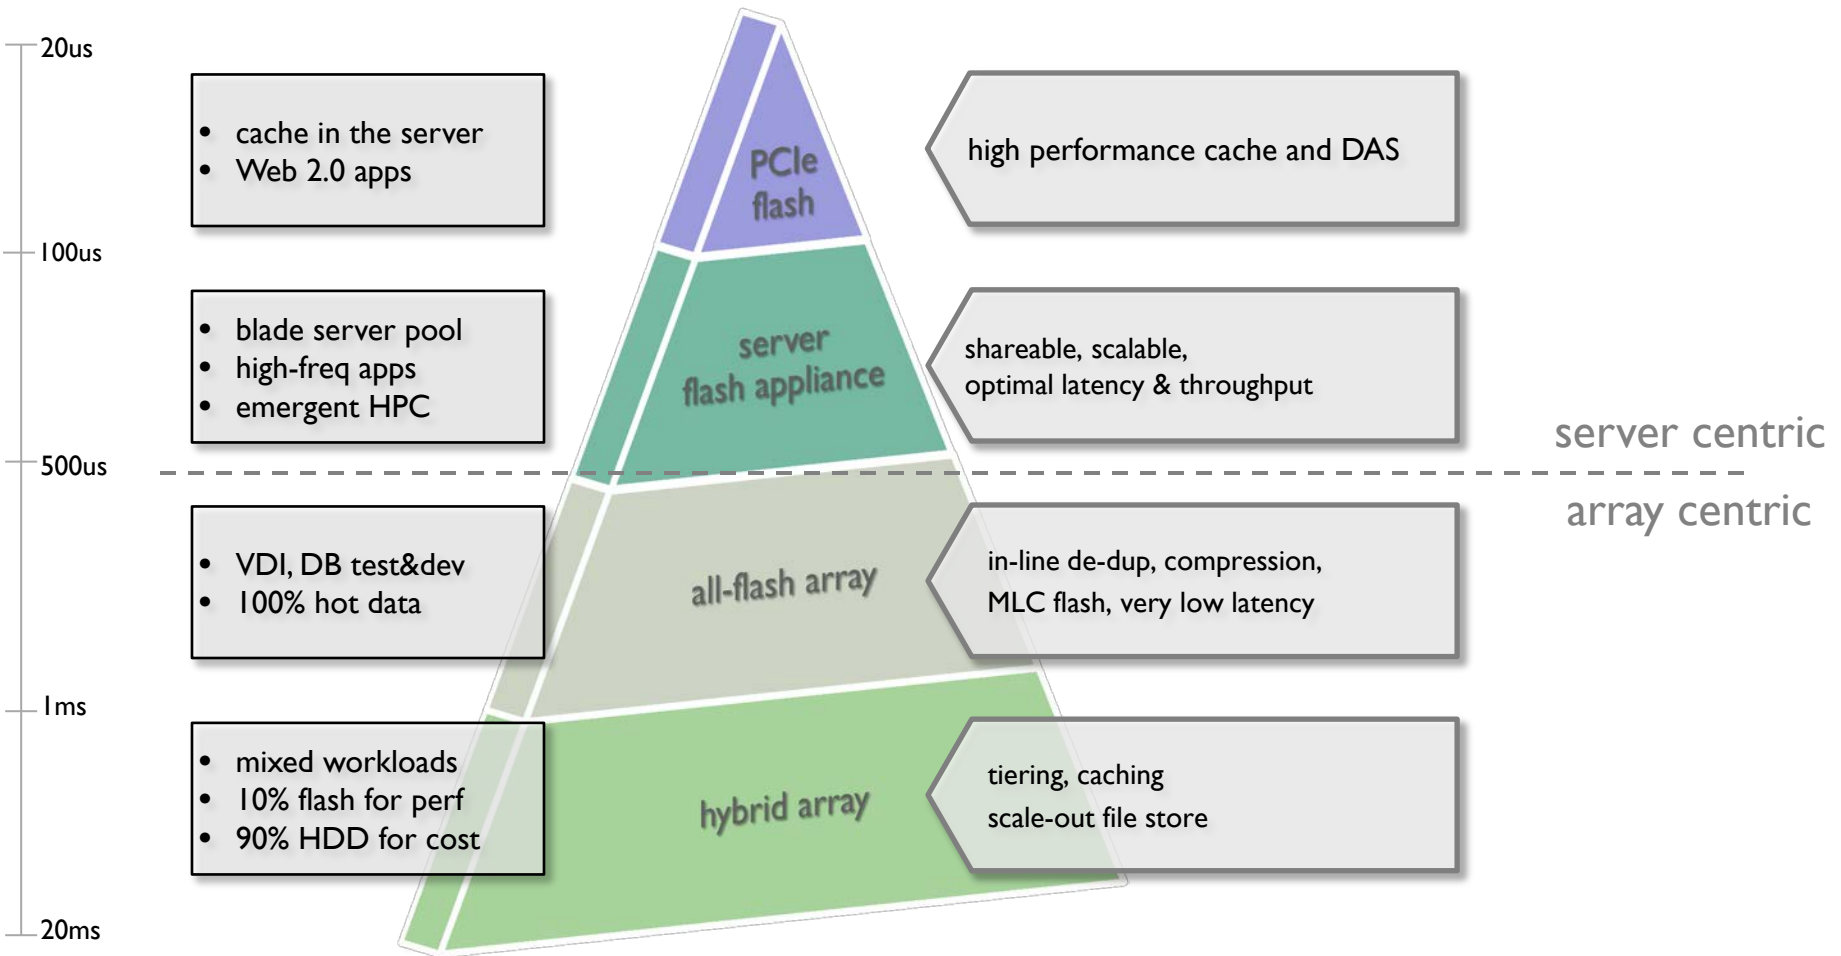 20us
• cache in the server
• Web 2.0 apps
PCIe
flash
high performance cache and DAS
100us
• blade server pool
• high-freq apps
• emergent HPC
server
flash appliance
shareable, scalable,
optimal latency & throughput
server centric
500us
array centric
• VDI, DB test&dev
• 100% hot data
all-flash array
in-line de-dup, compression,
MLC flash, very low latency
1ms
• mixed workloads
• 10% flash for perf
• 90% HDD for cost
hybrid array
tiering, caching
scale-out file store
20ms